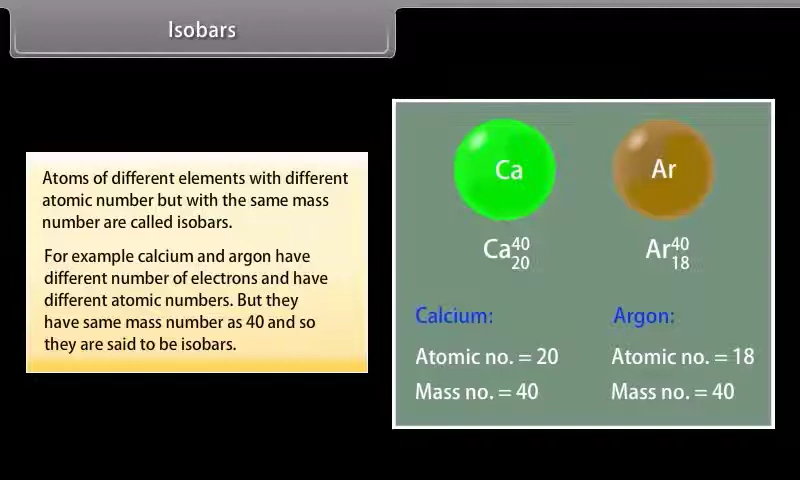 Isobars
Atoms of different elements with different
atomic number but with the same mass
number are called isobars.
For example calcium and argon have
different number of electrons and have
different atomic numbers. But they
have same mass number as 40 and so
they are said to be isobars.
Ca Ar
Ca⁴⁰₂₀ Ar⁴⁰₁₈
Calcium: Argon:
Atomic no. = 20 Atomic no. = 18
Mass no. = 40 Mass no. = 40